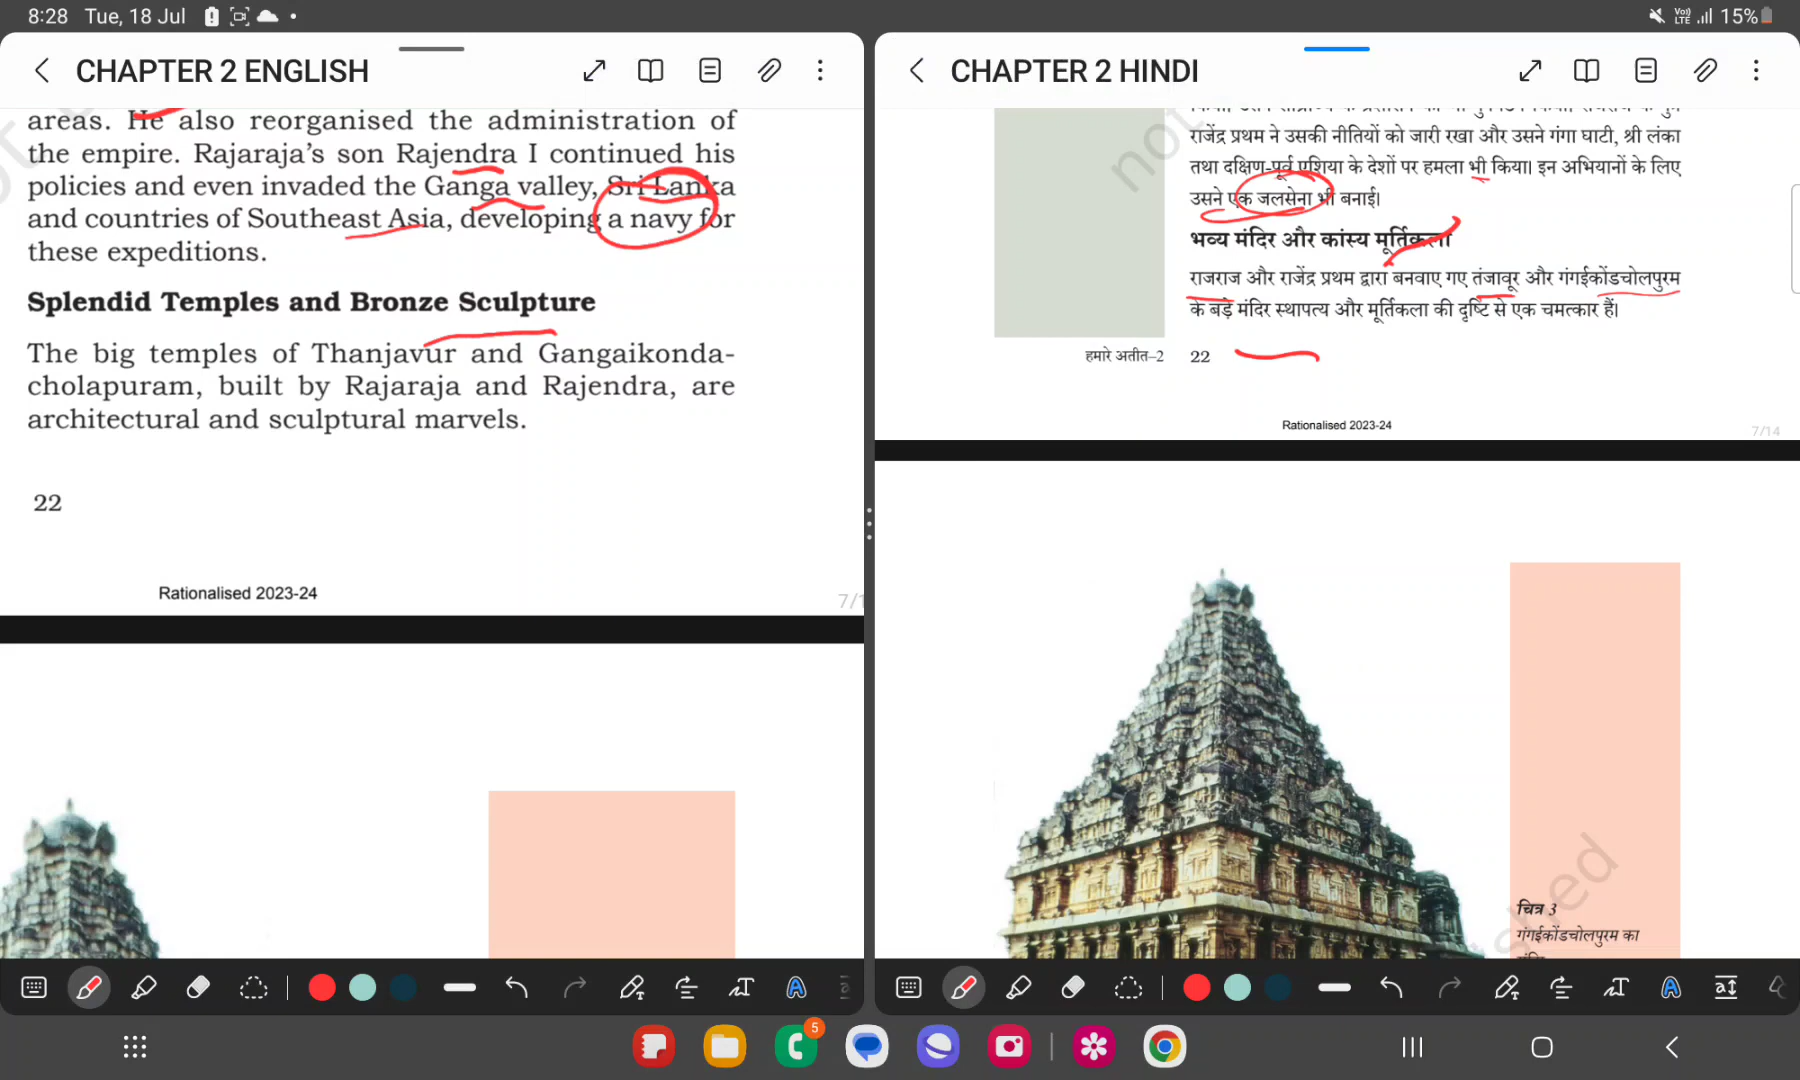 8:28 Tue, 18 Jul
15%
CHAPTER 2 ENGLISH
areas. He also reorganised the administration of
the empire. Rajaraja's son Rajendra I continued his
policies and even invaded the Ganga valley, Sri Lanka
and countries of Southeast Asia, developing a navy for
these expeditions.
Splendid Temples and Bronze Sculpture
The big temples of Thanjavur and Gangaikonda-
cholapuram, built by Rajaraja and Rajendra, are
architectural and sculptural marvels.
22
Rationalised 2023-24
CHAPTER 2 HINDI
राजेंद्र प्रथम ने उसकी नीतियों को जारी रखा और उसने गंगा घाटी, श्री लंका
तथा दक्षिण-पूर्व एशिया के देशों पर हमला भी किया। इन अभियानों के लिए
उसने एक जलसेना भी बनाई।
भव्य मंदिर और कांस्य मूर्तिकला
राजराज और राजेंद्र प्रथम द्वारा बनवाए गए तंजावूर और गंगईकोंडचोलपुरम
के बड़े मंदिर स्थापत्य और मूर्तिकला की दृष्टि से एक चमत्कार हैं।
हमारे अतीत–2 22
Rationalised 2023-24
7/14
चित्र 3
गंगईकोंडचोलपुरम का
5